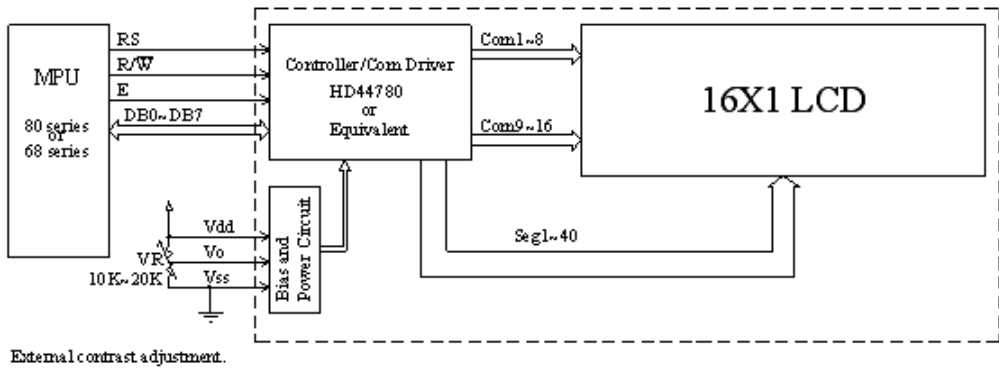 MPU
80 series
or
68 series
RS
R/W̅
E
DB0~DB7
Controller/Com Driver
HD44780
or
Equivalent
Com1~8
Com9~16
16X1 LCD
Seg1~40
Vdd
Vo
Vss
VR
10K~20K
Bias and
Power Circuit
External contrast adjustment.